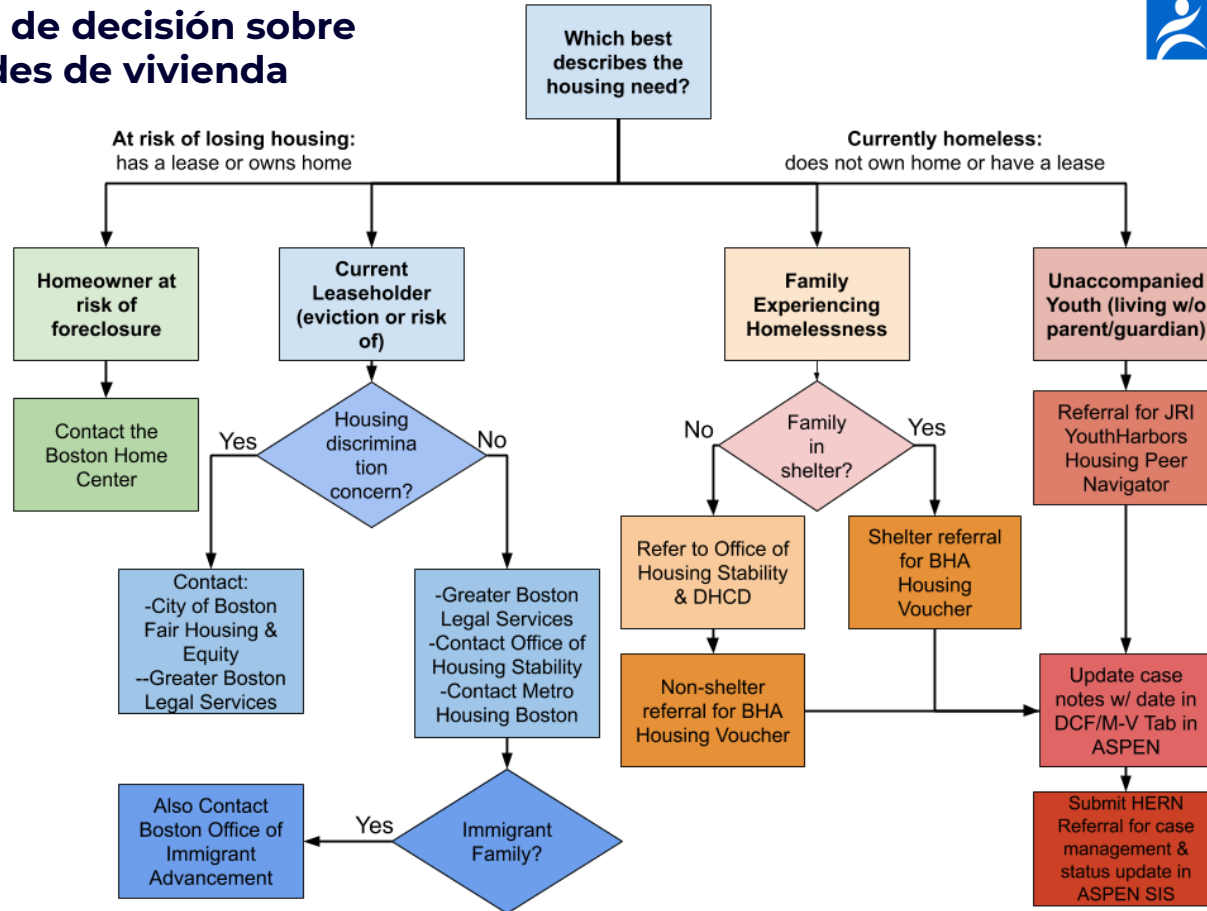 de decisión sobre
des de vivienda
Which best
describes the
housing need?
At risk of losing housing:
has a lease or owns home
Currently homeless:
does not own home or have a lease
Homeowner at
risk of
foreclosure
Current
Leaseholder
(eviction or risk
of)
Family
Experiencing
Homelessness
Unaccompanied
Youth (living w/o
parent/guardian)
Contact the
Boston Home
Center
Yes
Housing
discrimina
tion
concern?
No
No
Family
in
shelter?
Yes
Referral for JRI
YouthHarbors
Housing Peer
Navigator
Contact:
-City of Boston
Fair Housing &
Equity
--Greater Boston
Legal Services
-Greater Boston
Legal Services
-Contact Office of
Housing Stability
-Contact Metro
Housing Boston
Refer to Office of
Housing Stability
& DHCD
Shelter referral
for BHA
Housing
Voucher
Non-shelter
referral for BHA
Housing Voucher
Update case
notes w/ date in
DCF/M-V Tab in
ASPEN
Also Contact
Boston Office of
Immigrant
Advancement
Yes
Immigrant
Family?
Submit HERN
Referral for case
management &
status update in
ASPEN SIS